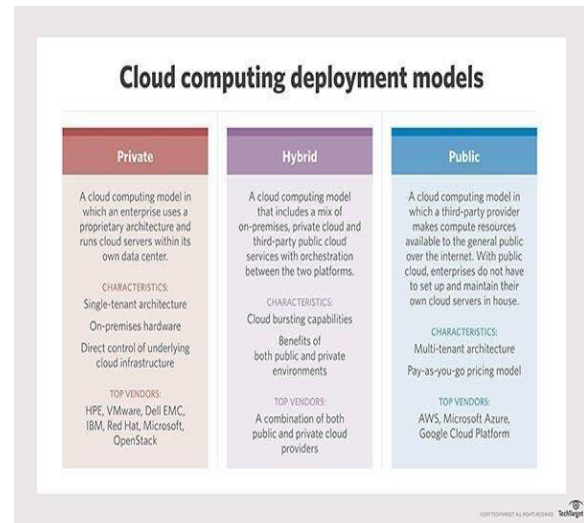 Cloud computing deployment models
Private
A cloud computing model in
which an enterprise uses a
proprietary architecture and
runs cloud servers within its
own data center.
CHARACTERISTICS:
Single-tenant architecture
On-premises hardware
Direct control of underlying
cloud infrastructure
TOP VENDORS:
HPE, VMware, Dell EMC,
IBM, Red Hat, Microsoft,
OpenStack
Hybrid
A cloud computing model
that includes a mix of
on-premises, private cloud and
third-party public cloud
services with orchestration
between the two platforms.
CHARACTERISTICS:
Cloud bursting capabilities
Benefits of
both public and private
environments
TOP VENDORS:
A combination of both
public and private cloud
providers
Public
A cloud computing model in
which a third-party provider
makes compute resources
available to the general public
over the internet. With public
cloud, enterprises do not have
to set up and maintain their
own cloud servers in house.
CHARACTERISTICS:
Multi-tenant architecture
Pay-as-you-go pricing model
TOP VENDORS:
AWS, Microsoft Azure,
Google Cloud Platform
©2017 TECHTARGET. ALL RIGHTS RESERVED TechTarget